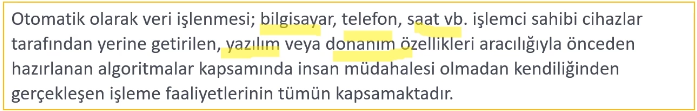 Otomatik olarak veri işlenmesi; bilgisayar, telefon, saat vb. işlemci sahibi cihazlar
tarafından yerine getirilen, yazılım veya donanım özellikleri aracılığıyla önceden
hazırlanan algoritmalar kapsamında insan müdahalesi olmadan kendiliğinden
gerçekleşen işleme faaliyetlerinin tümün kapsamaktadır.